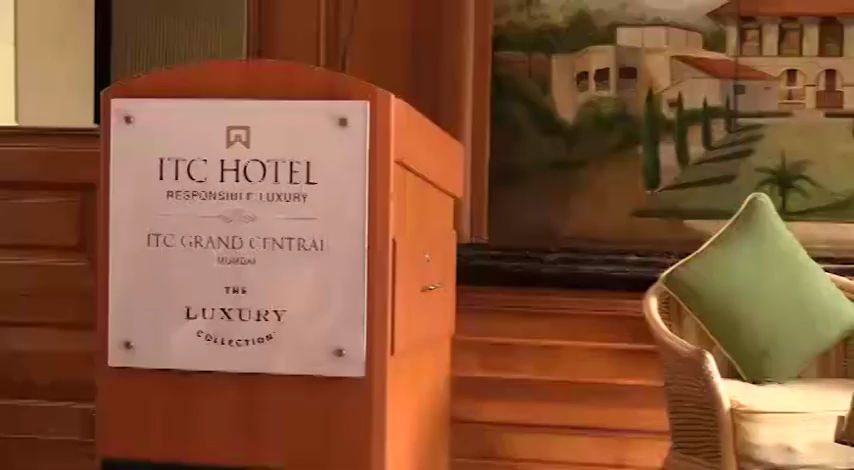 ITC HOTEL
RESPONSIBLE LUXURY
ITC GRAND CENTRAL
MUMBAI
THE
LUXURY
COLLECTION